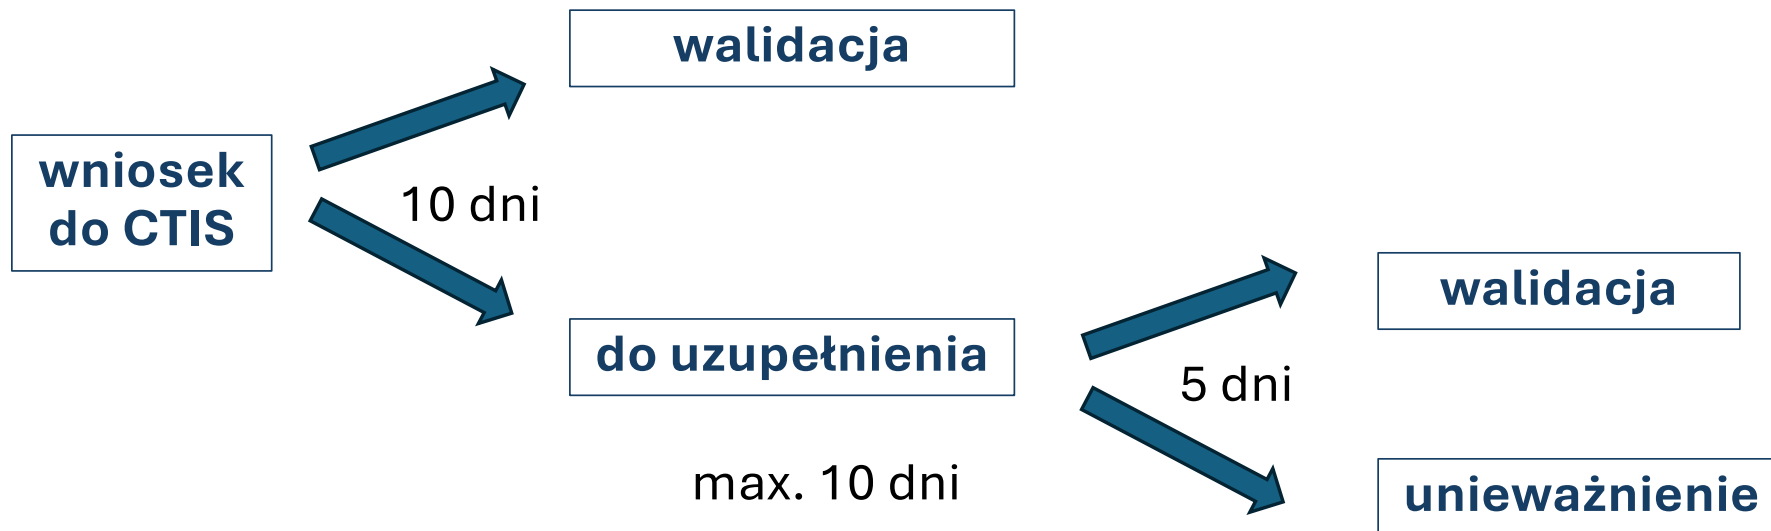 walidacja
wniosek
do CTIS
10 dni
do uzupełnienia
max. 10 dni
walidacja
5 dni
unieważnienie